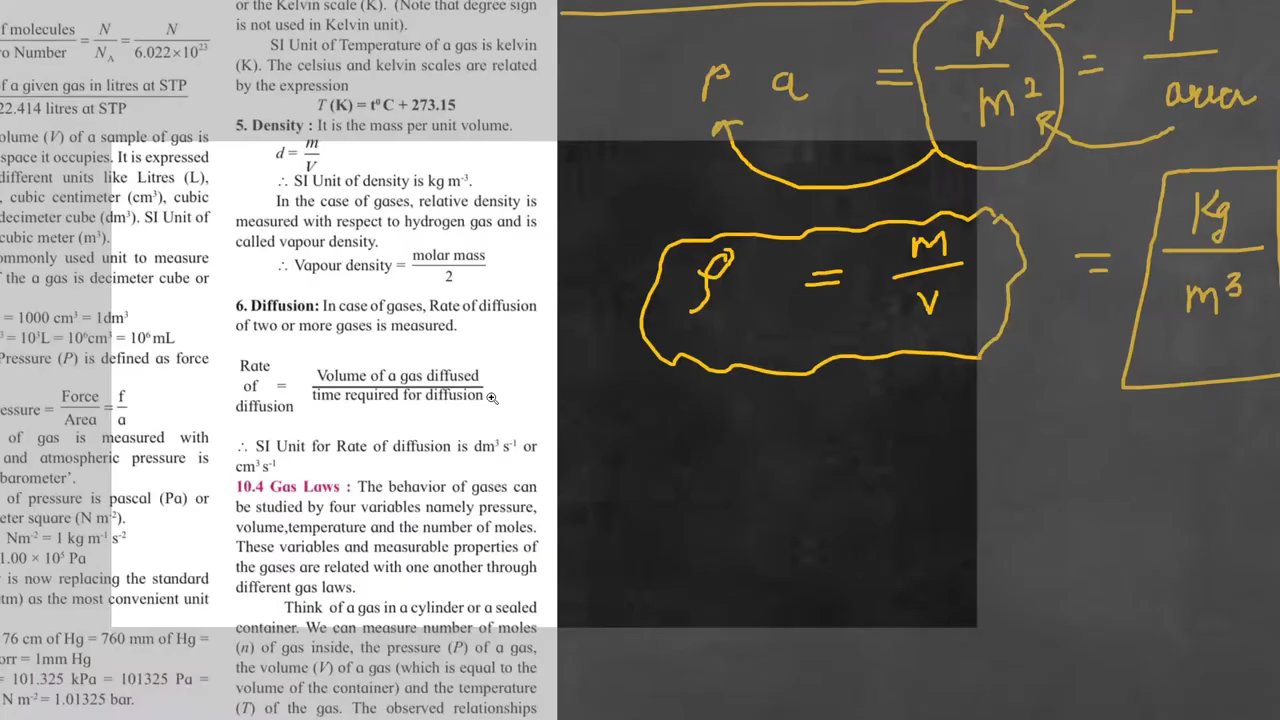 of molecules = N = N
ro Number N_A 6.022×10²³
of a given gas in litres at STP
22.414 litres at STP
olume (V) of a sample of gas is
space it occupies. It is expressed
different units like Litres (L),
, cubic centimeter (cm³), cubic
decimeter cube (dm³). SI Unit of
cubic meter (m³).
ommonly used unit to measure
f the a gas is decimeter cube or
= 1000 cm³ = 1dm³
³ = 10³L = 10⁶cm³ = 10⁶ mL
Pressure (P) is defined as force
essure = Force = f
Area a
of gas is measured with
and atmospheric pressure is
barometer’.
of pressure is pascal (Pa) or
eter square (N m⁻²).
Nm⁻² = 1 kg m⁻¹ s⁻²
1.00 × 10⁵ Pa
r is now replacing the standard
tm) as the most convenient unit
76 cm of Hg = 760 mm of Hg =
orr = 1mm Hg
= 101.325 kPa = 101325 Pa =
N m⁻² = 1.01325 bar.
or the Kelvin scale (K). (Note that degree sign
is not used in Kelvin unit).
SI Unit of Temperature of a gas is kelvin
(K). The celsius and kelvin scales are related
by the expression
T (K) = t⁰ C + 273.15
5. Density : It is the mass per unit volume.
d = m
V
∴ SI Unit of density is kg m⁻³.
In the case of gases, relative density is
measured with respect to hydrogen gas and is
called vapour density.
∴ Vapour density = molar mass
2
6. Diffusion: In case of gases, Rate of diffusion
of two or more gases is measured.
Rate
of =
diffusion
Volume of a gas diffused
time required for diffusion
∴ SI Unit for Rate of diffusion is dm³ s⁻¹ or
cm³ s⁻¹
10.4 Gas Laws : The behavior of gases can
be studied by four variables namely pressure,
volume,temperature and the number of moles.
These variables and measurable properties of
the gases are related with one another through
different gas laws.
Think of a gas in a cylinder or a sealed
container. We can measure number of moles
(n) of gas inside, the pressure (P) of a gas,
the volume (V) of a gas (which is equal to the
volume of the container) and the temperature
(T) of the gas. The observed relationships
P a = N = F
m² area
ρ = m = Kg
v m³